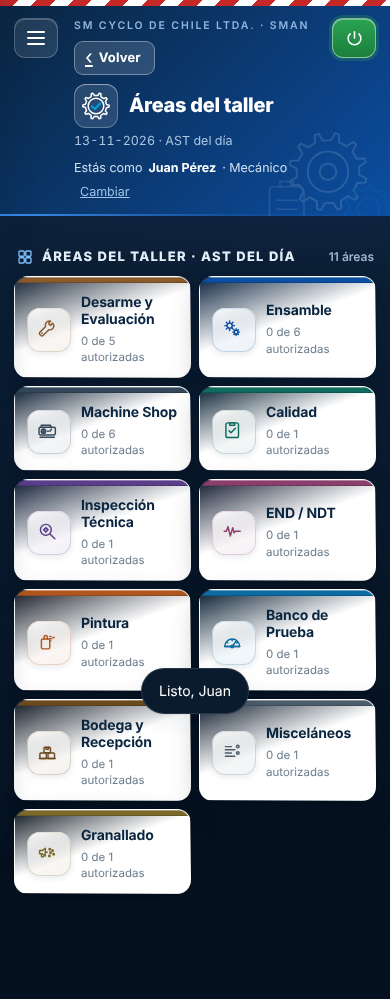 SM CYCLO DE CHILE LTDA. · SMAN
Volver
Áreas del taller
13-11-2026 · AST del día
Estás como Juan Pérez · Mecánico
Cambiar
ÁREAS DEL TALLER · AST DEL DÍA
11 áreas
Desarme y
Evaluación
0 de 5
autorizadas
Ensamble
0 de 6
autorizadas
Machine Shop
0 de 6
autorizadas
Calidad
0 de 1
autorizadas
Inspección
Técnica
0 de 1
autorizadas
END / NDT
0 de 1
autorizadas
Pintura
0 de 1
autorizadas
Banco de
Prueba
0 de 1
autorizadas
Listo, Juan
Bodega y
Recepción
0 de 1
autorizadas
Misceláneos
0 de 1
autorizadas
Granallado
0 de 1
autorizadas